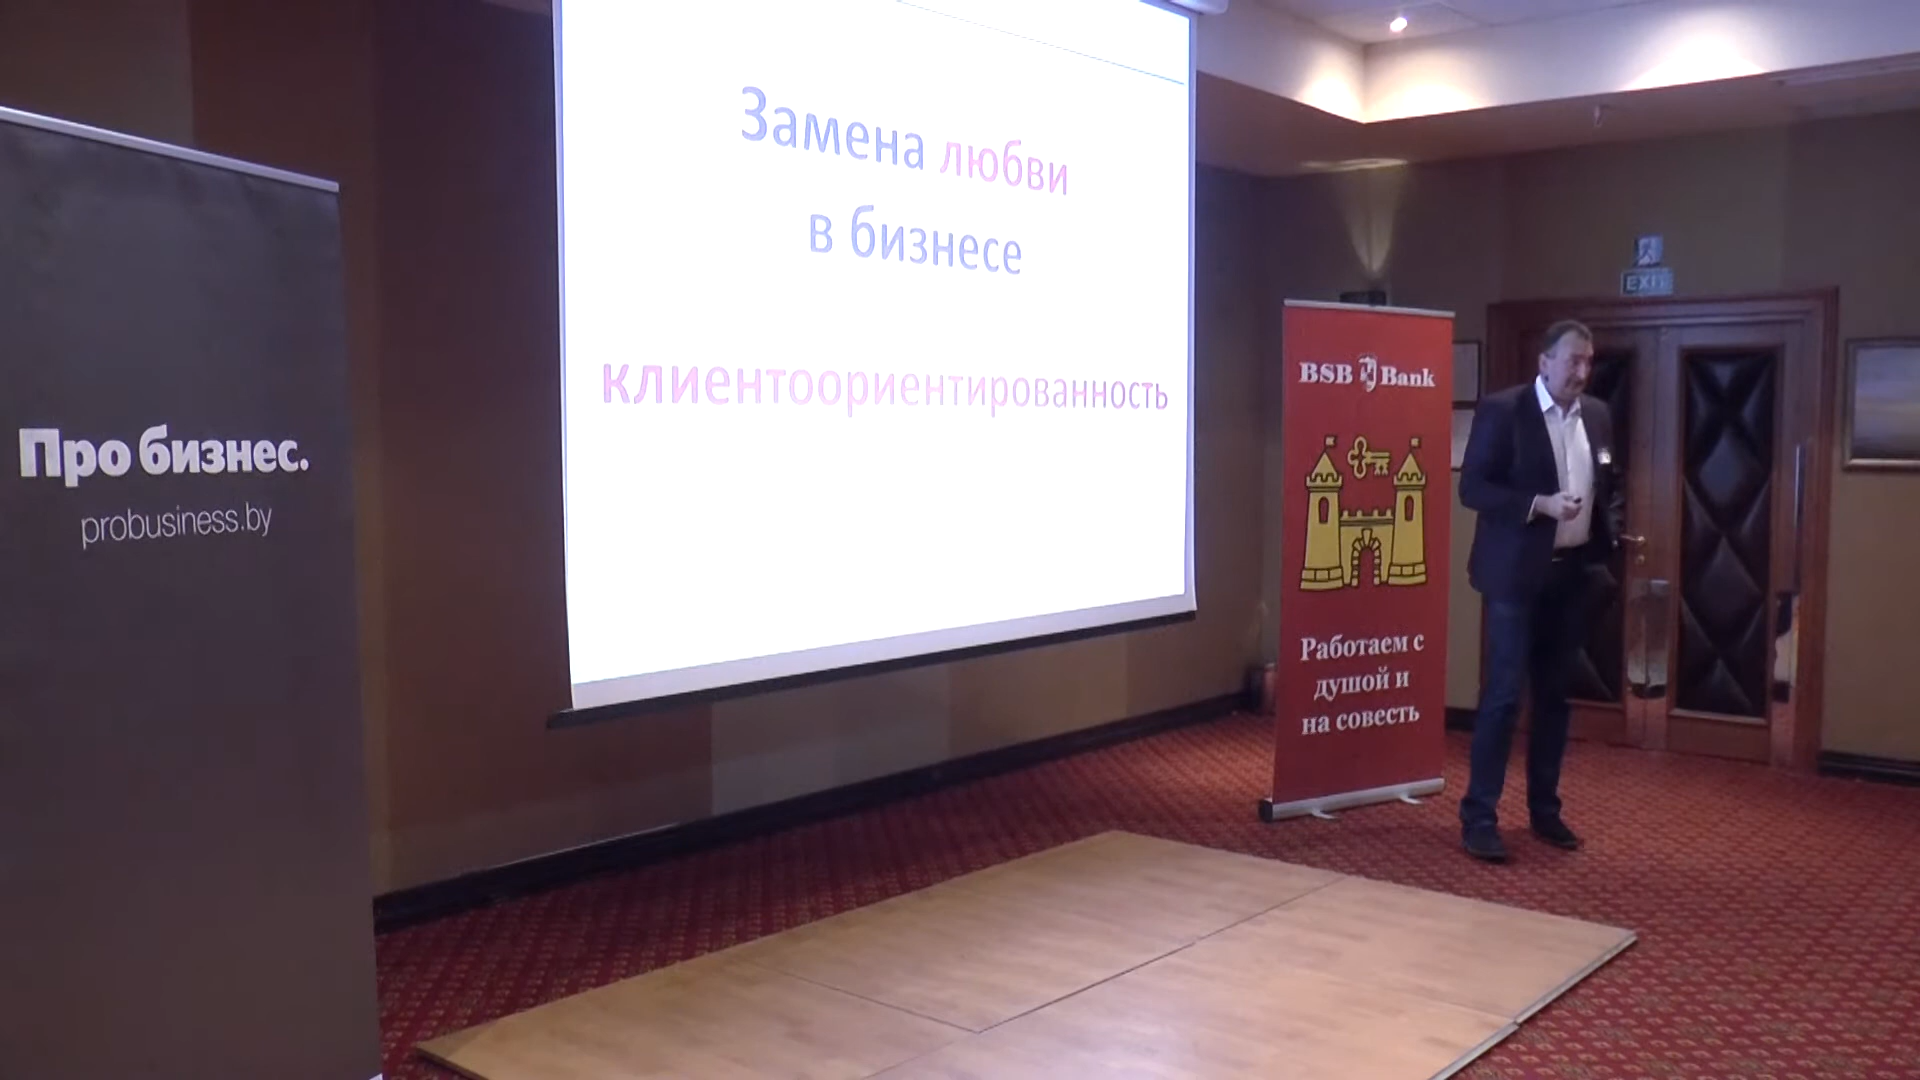 Про бизнес.
probusiness.by
Замена любви
в бизнесе
клиентоориентированность
BSB Bank
Работаем с
душой и
на совесть
EXIT